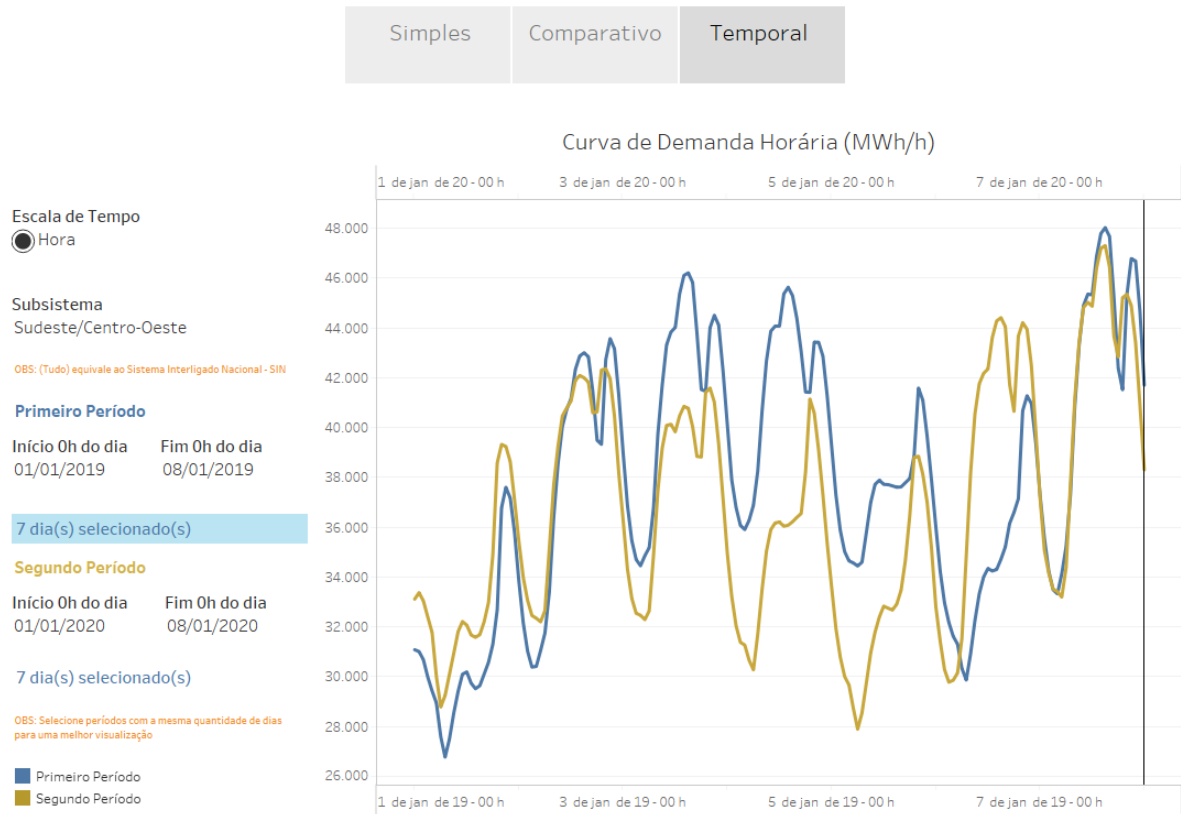 Simples Comparativo Temporal
Curva de Demanda Horária (MWh/h)
1 de jan de 20 - 00 h 3 de jan de 20 - 00 h 5 de jan de 20 - 00 h 7 de jan de 20 - 00 h
Escala de Tempo
Hora
Subsistema
Sudeste/Centro-Oeste
OBS: (Tudo) equivale ao Sistema Interligado Nacional - SIN
Primeiro Período
Início 0h do dia Fim 0h do dia
01/01/2019 08/01/2019
7 dia(s) selecionado(s)
Segundo Período
Início 0h do dia Fim 0h do dia
01/01/2020 08/01/2020
7 dia(s) selecionado(s)
OBS: Selecione períodos com a mesma quantidade de dias
para uma melhor visualização
Primeiro Período
Segundo Período
48.000
46.000
44.000
42.000
40.000
38.000
36.000
34.000
32.000
30.000
28.000
26.000
1 de jan de 19 - 00 h 3 de jan de 19 - 00 h 5 de jan de 19 - 00 h 7 de jan de 19 - 00 h